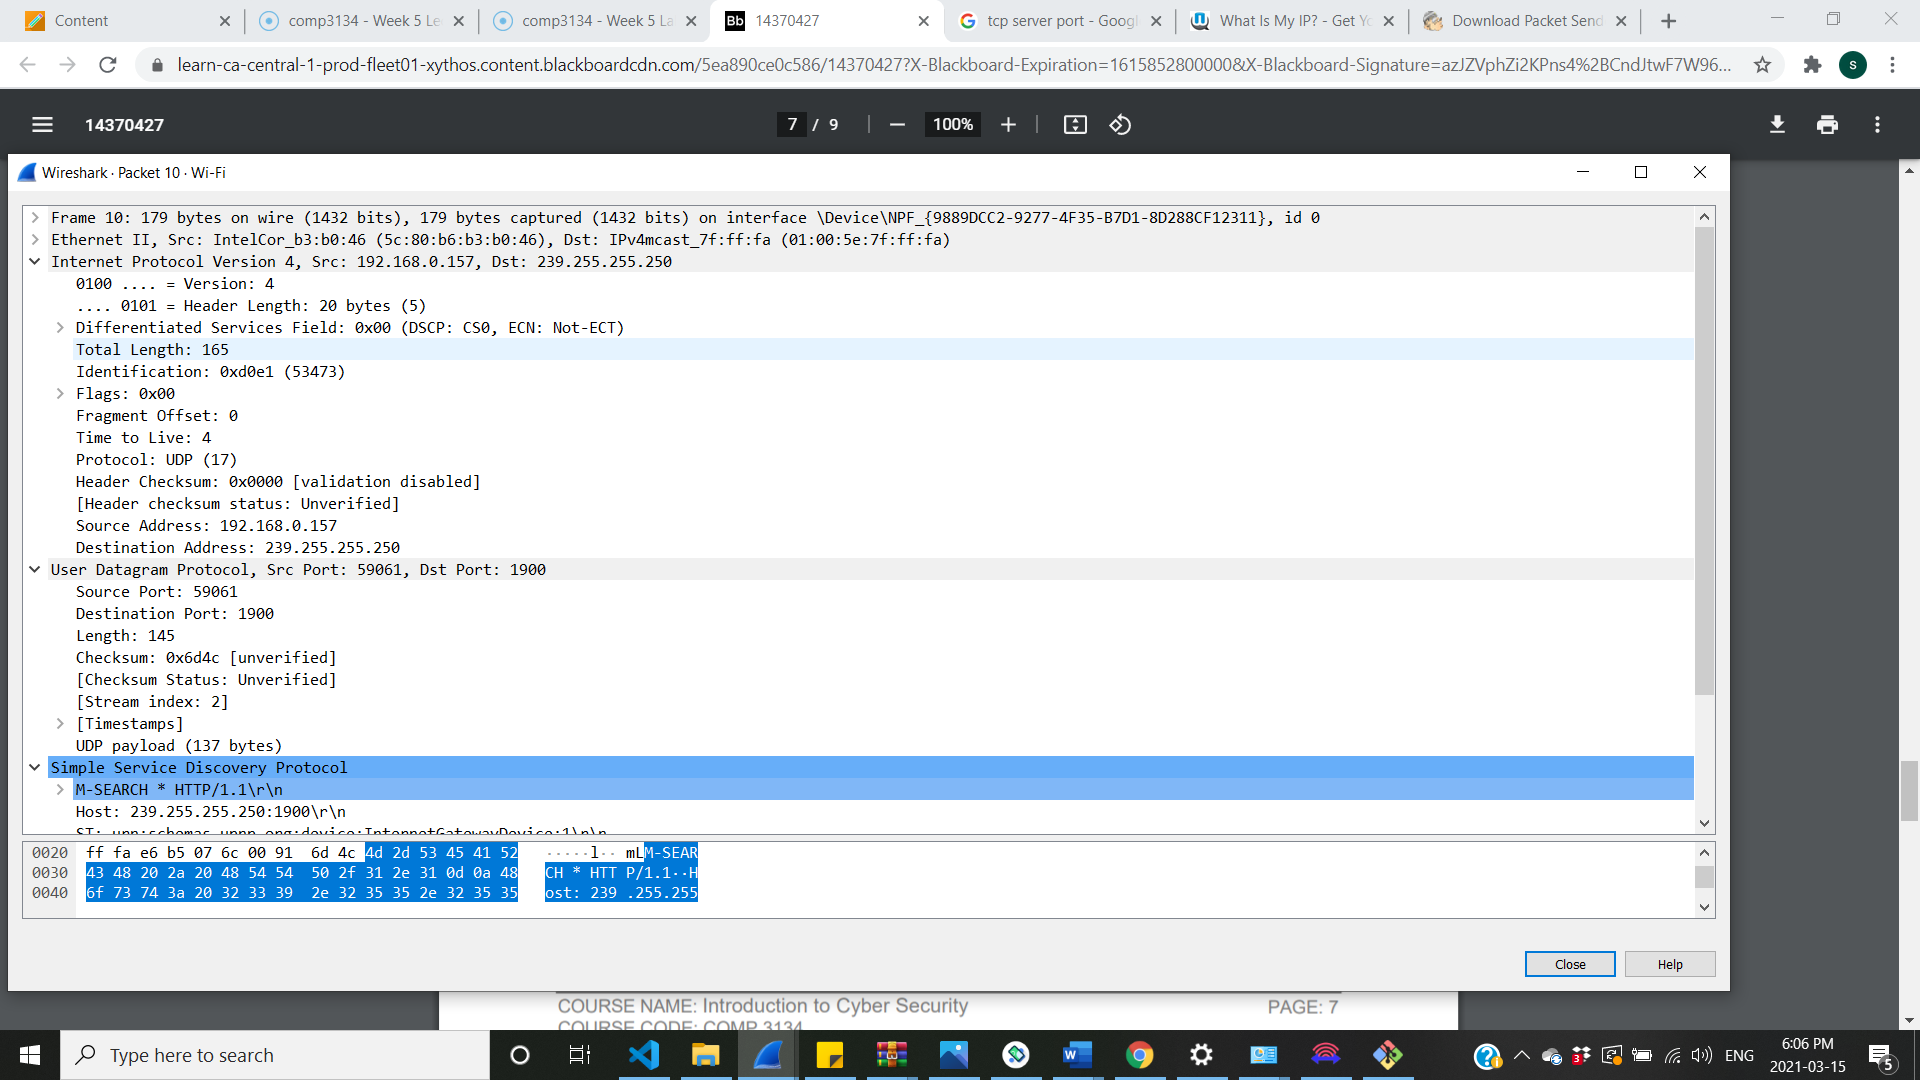 Content
comp3134 - Week 5 Le
comp3134 - Week 5 La
Bb 14370427
tcp server port - Googl
What Is My IP? - Get Yo
Download Packet Send
learn-ca-central-1-prod-fleet01-xythos.content.blackboardcdn.com/5ea890ce0c586/14370427?X-Blackboard-Expiration=1615852800000&X-Blackboard-Signature=azJZVphZi2KPns4%2BCndJtwF7W96...
S
14370427
7 / 9
100%
Wireshark · Packet 10 · Wi-Fi
Frame 10: 179 bytes on wire (1432 bits), 179 bytes captured (1432 bits) on interface \Device\NPF_{9889DCC2-9277-4F35-B7D1-8D288CF12311}, id 0
Ethernet II, Src: IntelCor_b3:b0:46 (5c:80:b6:b3:b0:46), Dst: IPv4mcast_7f:ff:fa (01:00:5e:7f:ff:fa)
Internet Protocol Version 4, Src: 192.168.0.157, Dst: 239.255.255.250
0100 .... = Version: 4
.... 0101 = Header Length: 20 bytes (5)
Differentiated Services Field: 0x00 (DSCP: CS0, ECN: Not-ECT)
Total Length: 165
Identification: 0xd0e1 (53473)
Flags: 0x00
Fragment Offset: 0
Time to Live: 4
Protocol: UDP (17)
Header Checksum: 0x0000 [validation disabled]
[Header checksum status: Unverified]
Source Address: 192.168.0.157
Destination Address: 239.255.255.250
User Datagram Protocol, Src Port: 59061, Dst Port: 1900
Source Port: 59061
Destination Port: 1900
Length: 145
Checksum: 0x6d4c [unverified]
[Checksum Status: Unverified]
[Stream index: 2]
[Timestamps]
UDP payload (137 bytes)
Simple Service Discovery Protocol
M-SEARCH * HTTP/1.1\r\n
Host: 239.255.255.250:1900\r\n
ST: urn:schemas-upnp-org:device:InternetGatewayDevice:1\r\n
0020 ff fa e6 b5 07 6c 00 91 6d 4c 4d 2d 53 45 41 52 ·····l·· mLM-SEAR
0030 43 48 20 2a 20 48 54 54 50 2f 31 2e 31 0d 0a 48 CH * HTT P/1.1··H
0040 6f 73 74 3a 20 32 33 39 2e 32 35 35 2e 32 35 35 ost: 239 .255.255
Close
Help
COURSE NAME: Introduction to Cyber Security
PAGE: 7
COURSE CODE: COMP 3134
Type here to search
W
3
ENG
6:06 PM
2021-03-15
5